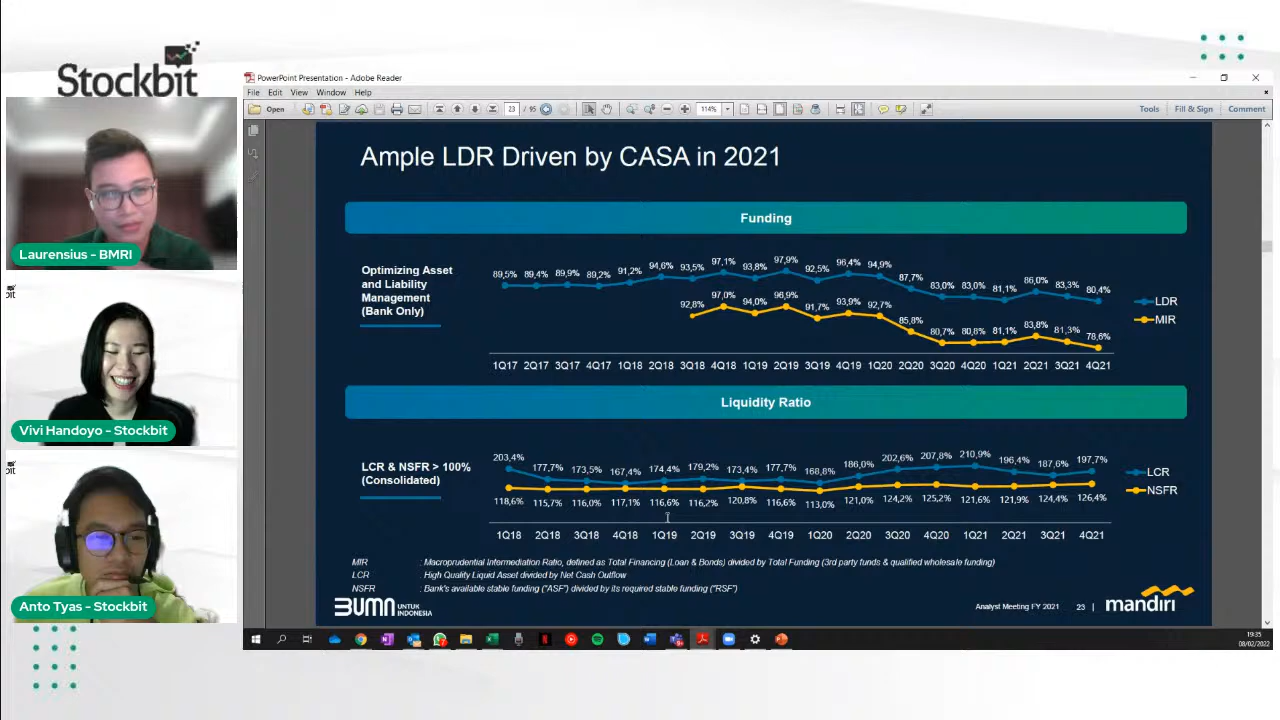 Stockbit
Laurensius - BMRI
Vivi Handoyo - Stockbit
Anto Tyas - Stockbit
PowerPoint Presentation - Adobe Reader
File Edit View Window Help
Open 23 / 95 114% Tools Fill & Sign Comment
Ample LDR Driven by CASA in 2021
Funding
Optimizing Asset
and Liability
Management
(Bank Only)
89,5% 89,4% 89,9% 89,2% 91,2% 94,6% 93,5% 97,1% 93,8% 97,9% 92,5% 96,4% 94,9% 87,7% 83,0% 83,0% 81,1% 86,0% 83,3% 80,4%
92,8% 97,0% 94,0% 96,9% 91,7% 93,9% 92,7% 85,8% 80,7% 80,8% 81,1% 83,8% 81,3% 78,6%
LDR
MIR
1Q17 2Q17 3Q17 4Q17 1Q18 2Q18 3Q18 4Q18 1Q19 2Q19 3Q19 4Q19 1Q20 2Q20 3Q20 4Q20 1Q21 2Q21 3Q21 4Q21
Liquidity Ratio
LCR & NSFR > 100%
(Consolidated)
203,4% 177,7% 173,5% 167,4% 174,4% 179,2% 173,4% 177,7% 168,8% 186,0% 202,6% 207,8% 210,9% 196,4% 187,6% 197,7%
118,6% 115,7% 116,0% 117,1% 116,6% 116,2% 120,8% 116,6% 113,0% 121,0% 124,2% 125,2% 121,6% 121,9% 124,4% 126,4%
LCR
NSFR
1Q18 2Q18 3Q18 4Q18 1Q19 2Q19 3Q19 4Q19 1Q20 2Q20 3Q20 4Q20 1Q21 2Q21 3Q21 4Q21
MIR : Macroprudential Intermediation Ratio, defined as Total Financing (Loan & Bonds) divided by Total Funding (3rd party funds & qualified wholesale funding)
LCR : High Quality Liquid Asset divided by Net Cash Outflow
NSFR : Bank's available stable funding ("ASF") divided by its required stable funding ("RSF")
BUMN UNTUK
INDONESIA
Analyst Meeting FY 2021 23 |
mandiri
19:35
08/02/2022